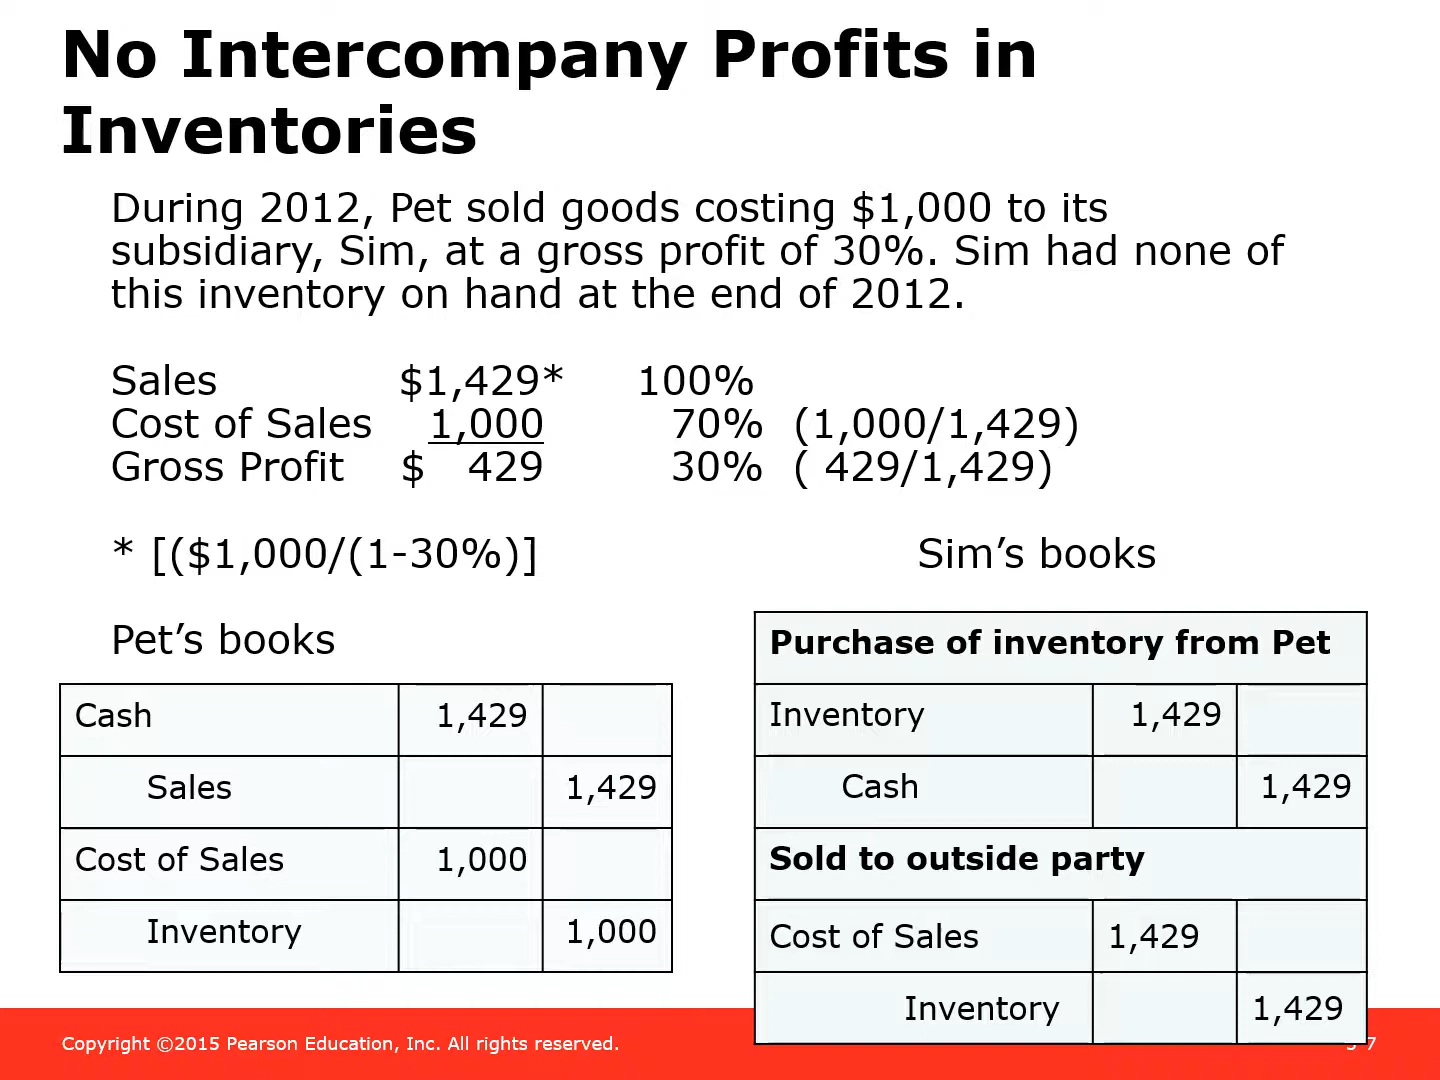 No Intercompany Profits in
Inventories
During 2012, Pet sold goods costing $1,000 to its
subsidiary, Sim, at a gross profit of 30%. Sim had none of
this inventory on hand at the end of 2012.
Sales $1,429* 100%
Cost of Sales 1,000 70% (1,000/1,429)
Gross Profit $ 429 30% ( 429/1,429)
* [($1,000/(1-30%)]
Sim’s books
Pet’s books
Cash 1,429
Sales 1,429
Cost of Sales 1,000
Inventory 1,000
Purchase of inventory from Pet
Inventory 1,429
Cash 1,429
Sold to outside party
Cost of Sales 1,429
Inventory 1,429
Copyright ©2015 Pearson Education, Inc. All rights reserved.